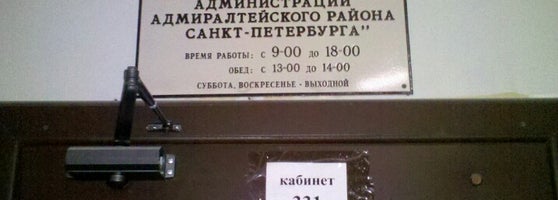 АДМИНИСТРАЦИИ
АДМИРАЛТЕЙСКОГО РАЙОНА
САНКТ-ПЕТЕРБУРГА"
ВРЕМЯ РАБОТЫ: с 9-00 до 18-00
ОБЕД: с 13-00 до 14-00
СУББОТА, ВОСКРЕСЕНЬЕ - ВЫХОДНОЙ
кабинет
331